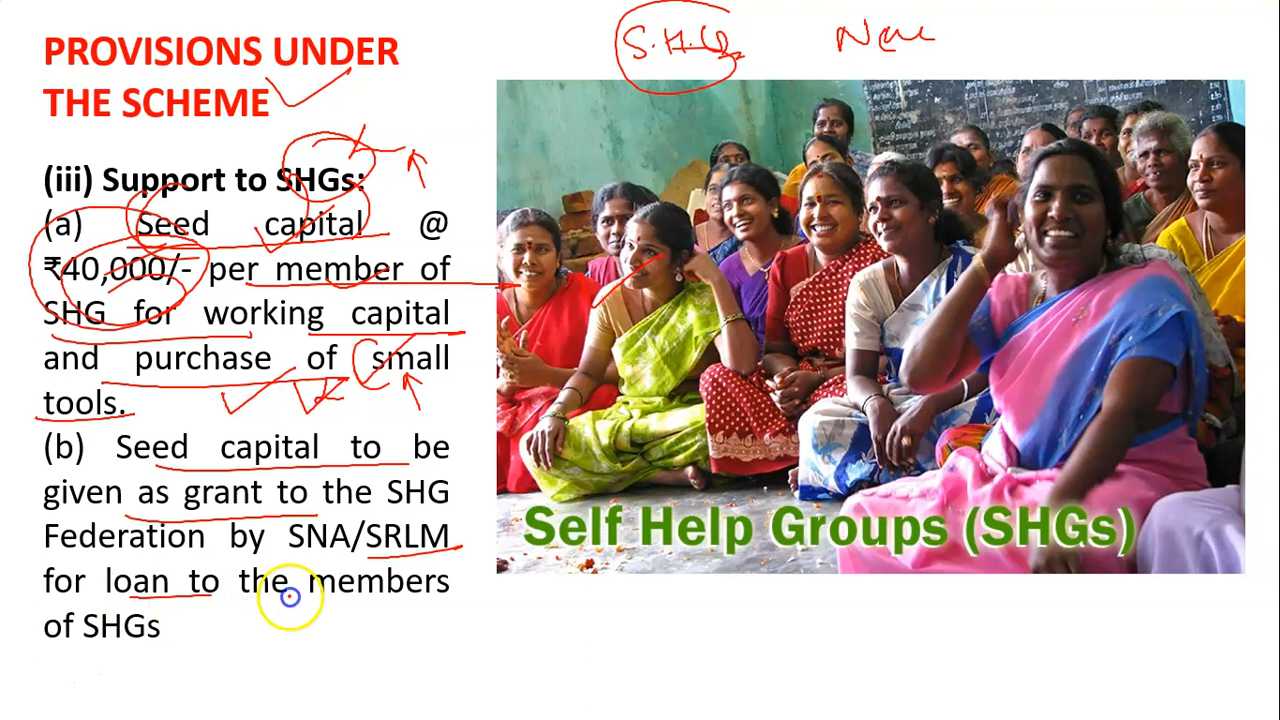 S.H.G
PROVISIONS UNDER
THE SCHEME
(iii) Support to SHGs:
(a) Seed capital @
₹40,000/- per member of
SHG for working capital
and purchase of small
tools.
(b) Seed capital to be
given as grant to the SHG
Federation by SNA/SRLM
for loan to the members
of SHGs
Self Help Groups (SHGs)